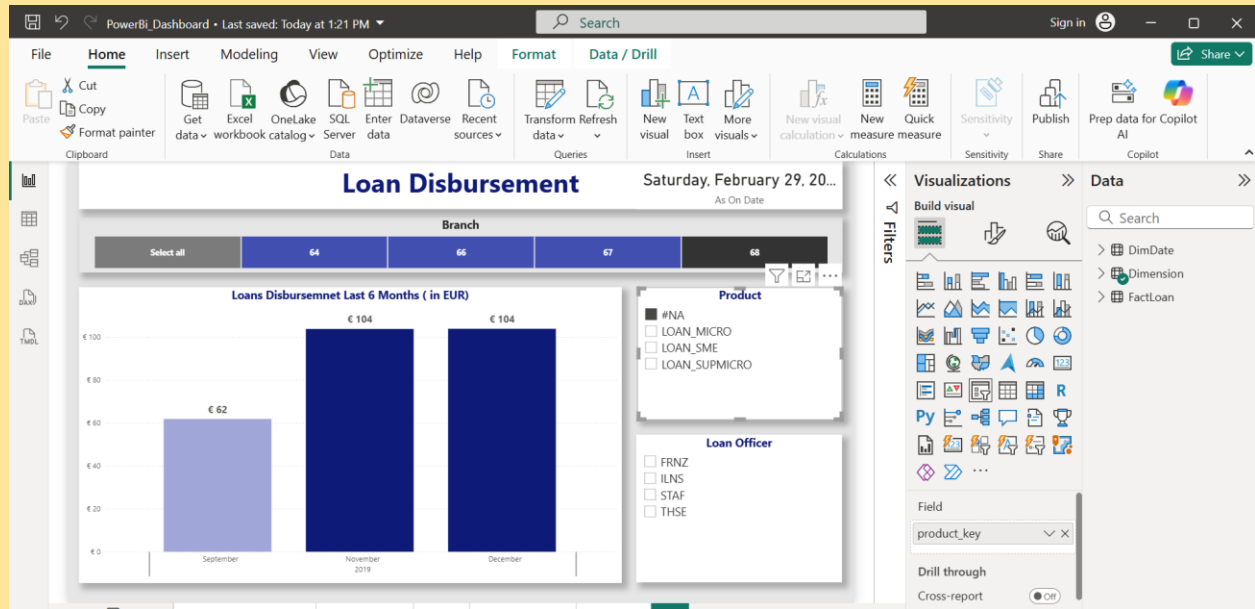 PowerBi_Dashboard • Last saved: Today at 1:21 PM
Search
Sign in
File Home Insert Modeling View Optimize Help Format Data / Drill
Share
Paste
Cut
Copy
Format painter
Clipboard
Get data
Excel workbook
OneLake catalog
SQL Server
Enter data
Dataverse
Recent sources
Data
Transform data
Refresh
Queries
New visual
Text box
More visuals
Insert
New visual calculation
New measure
Quick measure
Calculations
Sensitivity
Sensitivity
Publish
Share
Prep data for AI
Copilot
Copilot
DAX
TMDL
Loan Disbursement
Saturday, February 29, 20...
As On Date
Branch
Select all 64 66 67 68
Loans Disbursemnet Last 6 Months ( in EUR)
€ 100
€ 80
€ 60
€ 40
€ 20
€ 0
€ 62
€ 104
€ 104
September
November
December
2019
Product
#NA
LOAN_MICRO
LOAN_SME
LOAN_SUPMICRO
Loan Officer
FRNZ
ILNS
STAF
THSE
Filters
Visualizations
Build visual
123
R
Py
123
Field
product_key
Drill through
Cross-report
Off
Data
Search
DimDate
Dimension
FactLoan